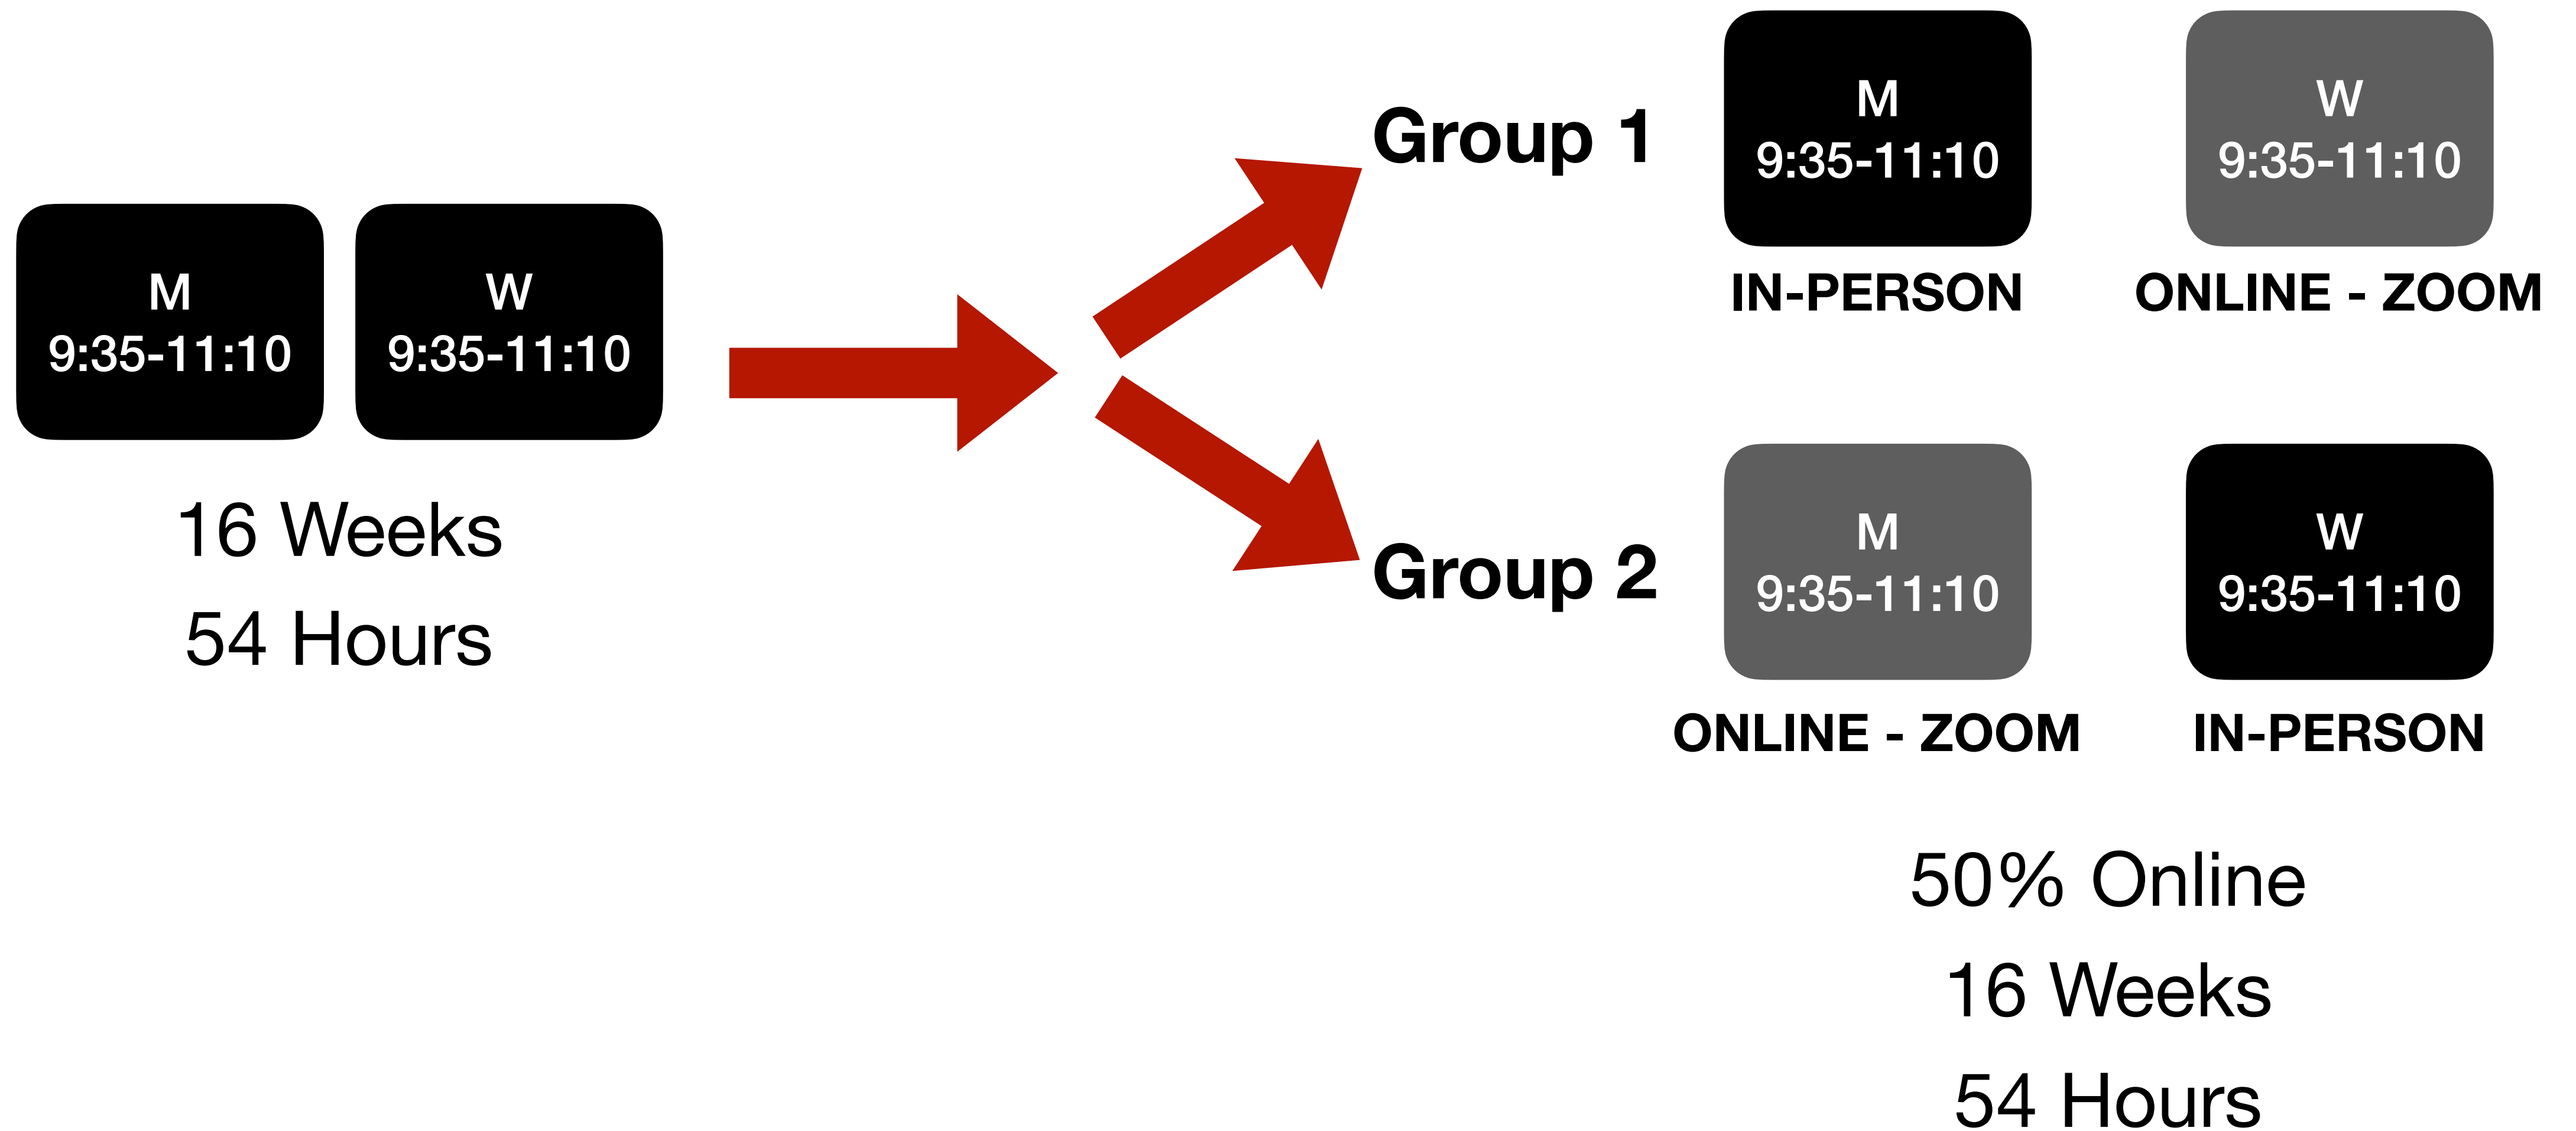 M
9:35-11:10
W
9:35-11:10
16 Weeks
54 Hours
Group 1
M
9:35-11:10
IN-PERSON
W
9:35-11:10
ONLINE - ZOOM
Group 2
M
9:35-11:10
ONLINE - ZOOM
W
9:35-11:10
IN-PERSON
50% Online
16 Weeks
54 Hours